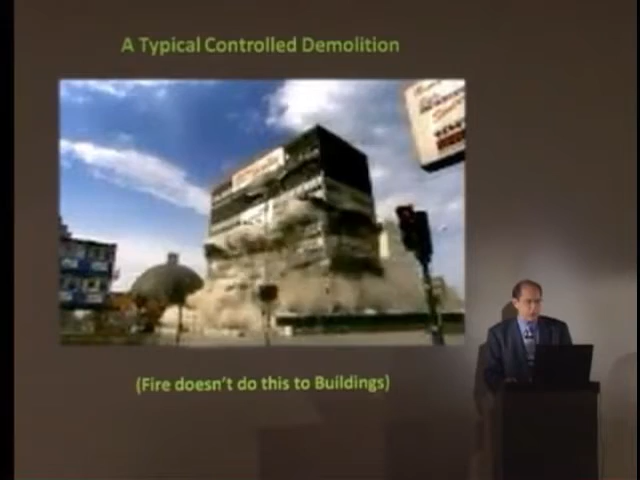 A Typical Controlled Demolition
(Fire doesn't do this to Buildings)